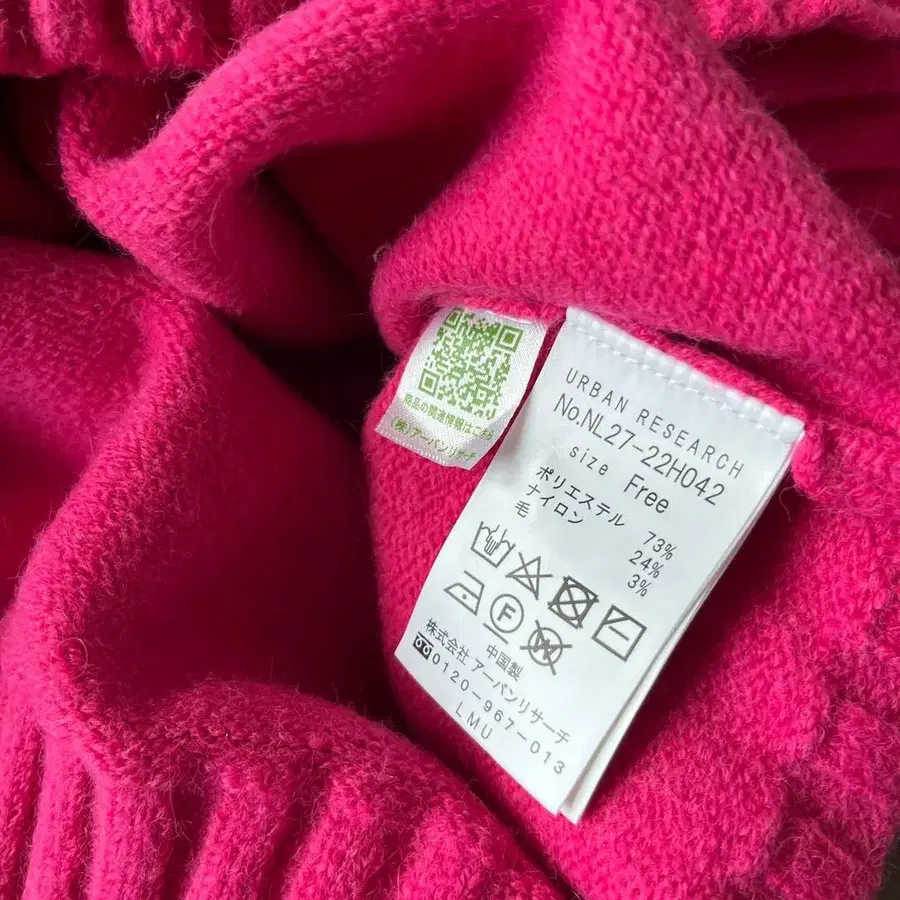 商品の関連情報はこちら
(株)アーバンリサーチ
URBAN RESEARCH
No.NL27-22H042
size Free
ポリエステル 73%
ナイロン 24%
毛 3%
F
W
中国製
株式会社 アーバンリサーチ
0120-967-013
LMU